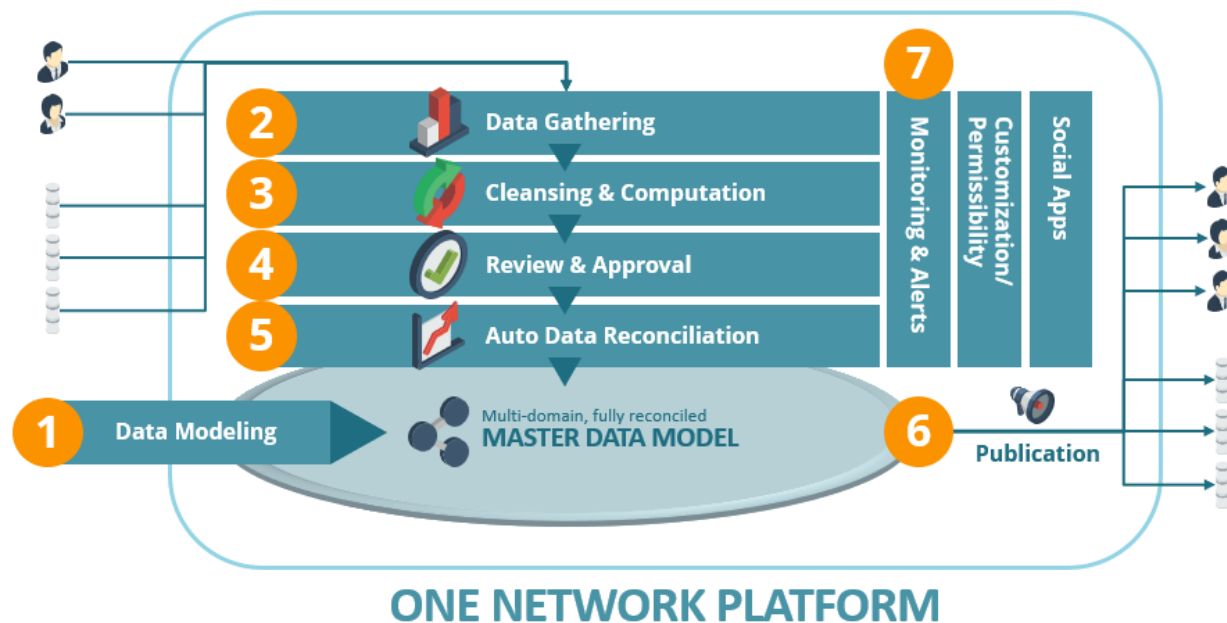 7
2
Data Gathering
3
Cleansing & Computation
4
Review & Approval
5
Auto Data Reconciliation
Monitoring & Alerts
Customization/
Permissibility
Social Apps
1
Data Modeling
Multi-domain, fully reconciled
MASTER DATA MODEL
6
Publication
ONE NETWORK PLATFORM